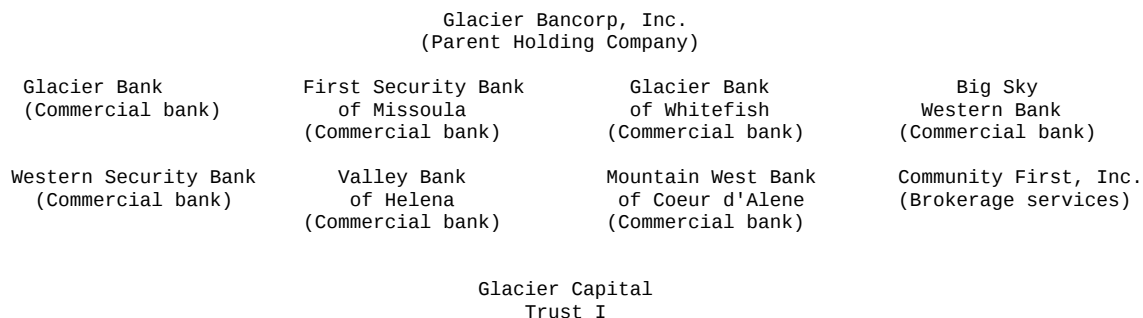 Glacier Bancorp, Inc.
(Parent Holding Company)
Glacier Bank First Security Bank Glacier Bank Big Sky
(Commercial bank) of Missoula of Whitefish Western Bank
(Commercial bank) (Commercial bank) (Commercial bank)
Western Security Bank Valley Bank Mountain West Bank Community First, Inc.
(Commercial bank) of Helena of Coeur d'Alene (Brokerage services)
(Commercial bank) (Commercial bank)
Glacier Capital
Trust I